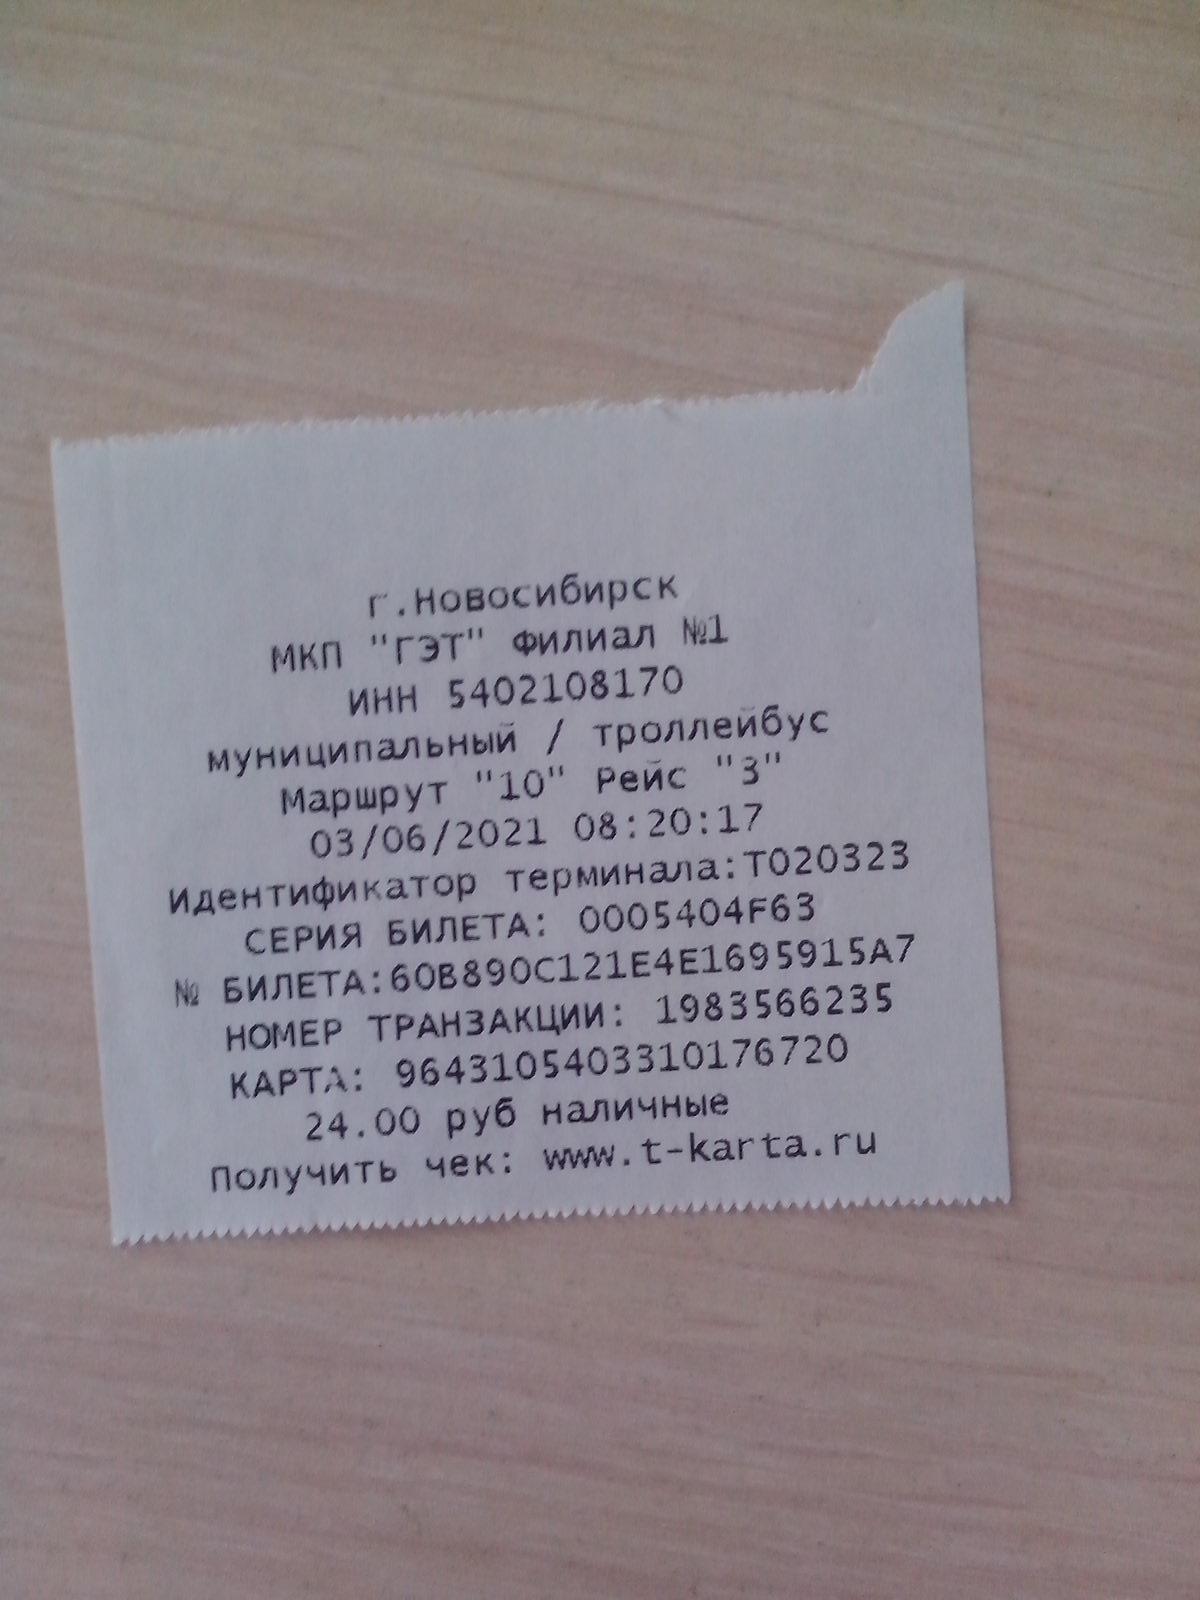 г.Новосибирск
МКП "ГЭТ" Филиал №1
ИНН 5402108170
муниципальный / троллейбус
Маршрут "10" Рейс "3"
03/06/2021 08:20:17
Идентификатор терминала:T020323
СЕРИЯ БИЛЕТА: 0005404F63
№ БИЛЕТА:60B890C121E4E1695915A7
НОМЕР ТРАНЗАКЦИИ: 1983566235
КАРТА: 9643105403310176720
24.00 руб наличные
Получить чек: www.t-karta.ru